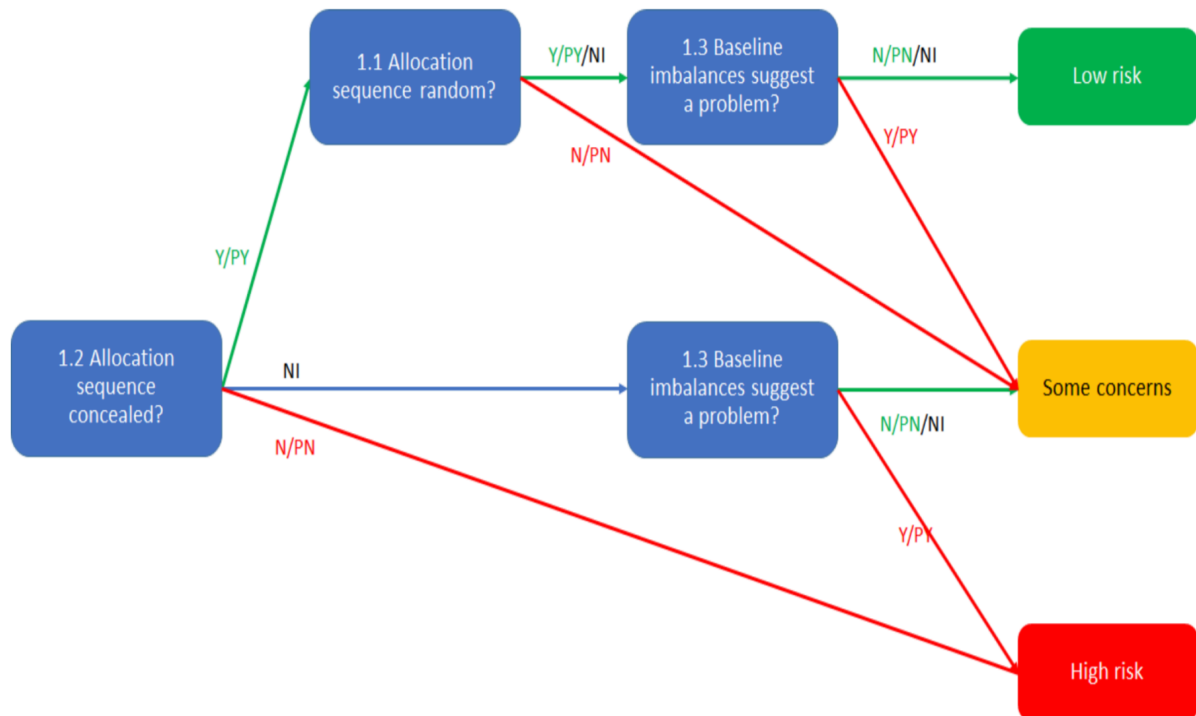 1.1 Allocation
sequence random?
Y/PY/NI
1.3 Baseline
imbalances suggest
a problem?
N/PN/NI
Low risk
N/PN
Y/PY
Y/PY
1.2 Allocation
sequence
concealed?
NI
1.3 Baseline
imbalances suggest
a problem?
N/PN/NI
Some concerns
N/PN
Y/PY
High risk